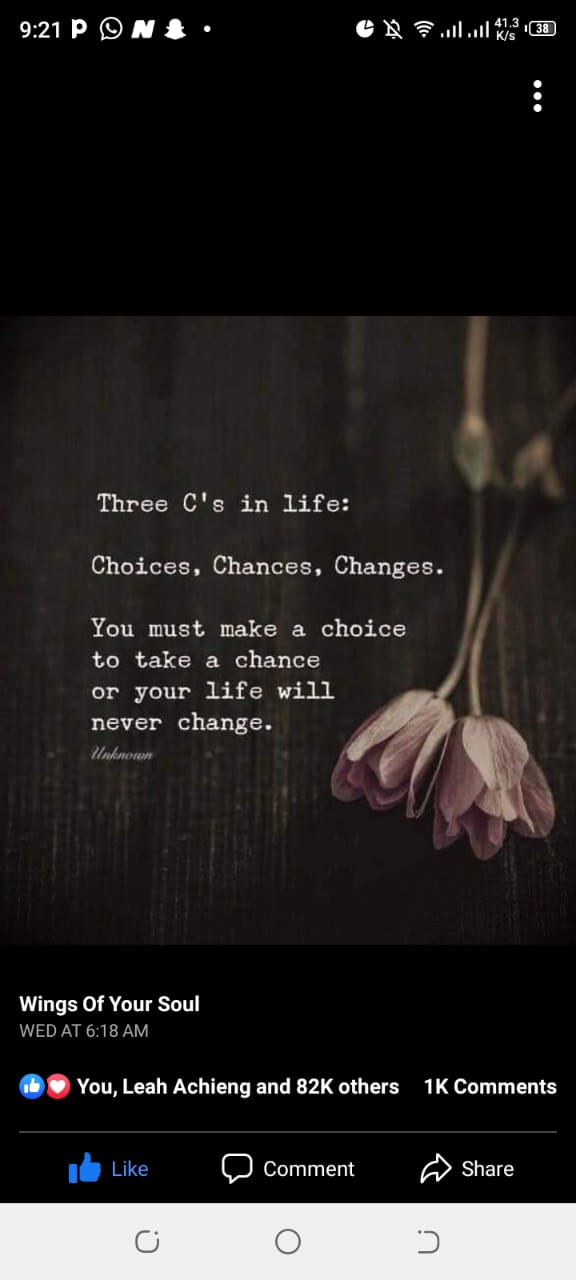 9:21
41.3
K/s
38
Three C's in life:
Choices, Chances, Changes.
You must make a choice
to take a chance
or your life will
never change.
Unknown
Wings Of Your Soul
WED AT 6:18 AM
You, Leah Achieng and 82K others 1K Comments
Like Comment Share